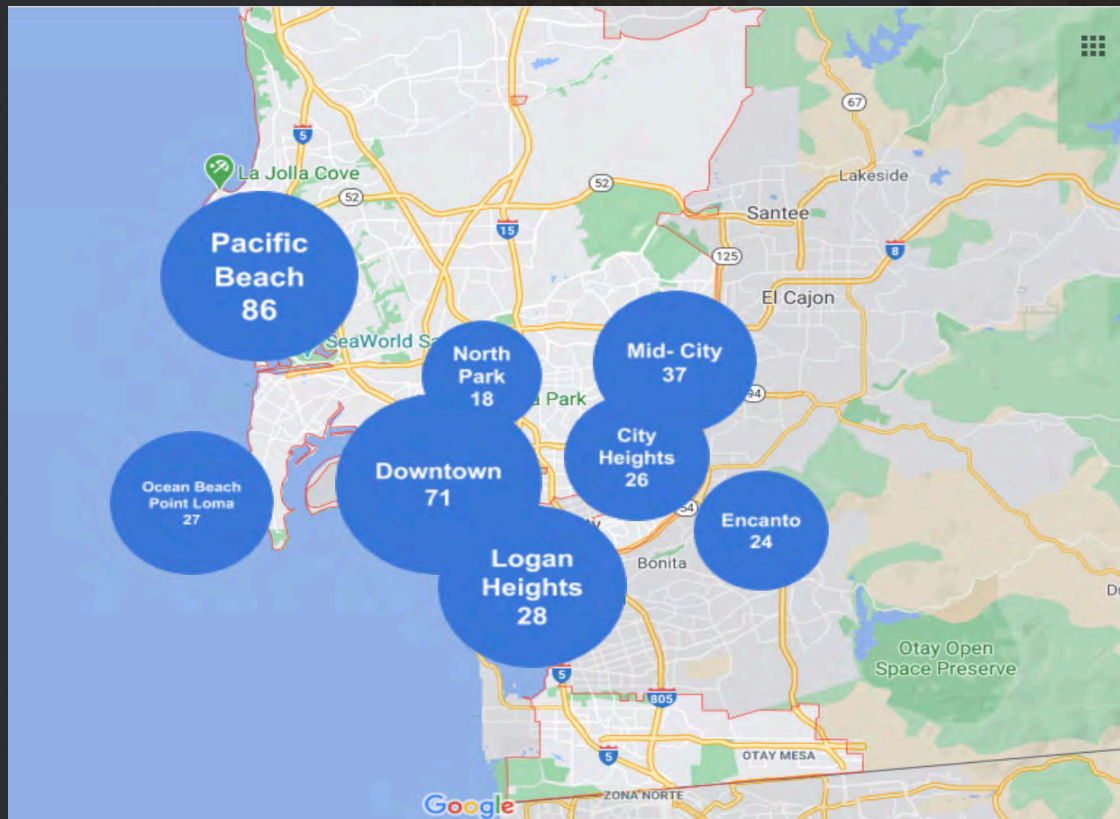 5
La Jolla Cove
52
52
67
Lakeside
Santee
15
125
8
El Cajon
Pacific
Beach
86
SeaWorld Sa
North
Park
18
a Park
Mid- City
37
94
City
Heights
26
Downtown
71
Ocean Beach
Point Loma
27
54
Encanto
24
Bonita
Logan
Heights
28
Otay Open
Space Preserve
5
805
5
OTAY MESA
ZONA NORTE
Google